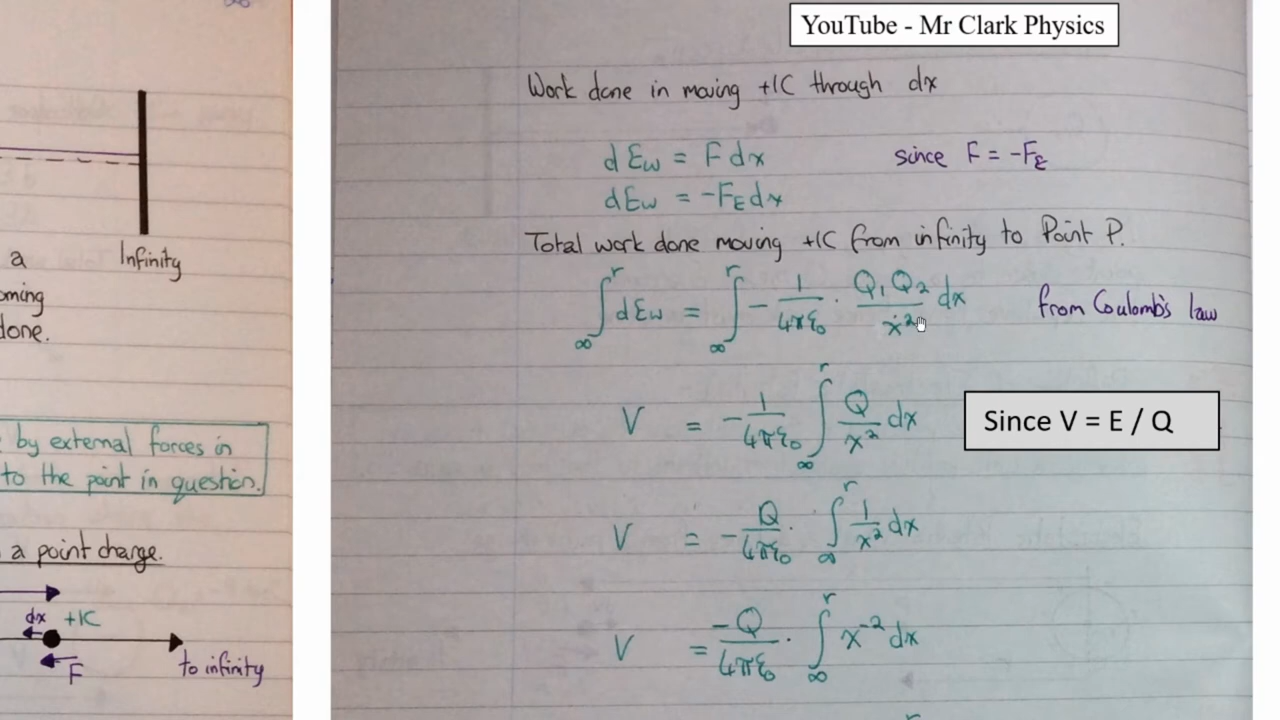 Infinity
a
oming
done.
by external forces in
to the point in question.
a point charge.
dx +1C
F
to infinity
YouTube - Mr Clark Physics
Work done in moving +1C through dx
dEw = F dx since F = -FE
dEw = -FE dx
Total work done moving +1C from infinity to Point P.
∫∞^r dEw = ∫∞^r - 1/4πε0 · Q1 Q2/x² dx from Coulomb's law
V = - 1/4πε0 ∫∞^r Q/x² dx Since V = E / Q
V = - Q/4πε0 · ∫∞^r 1/x² dx
V = -Q/4πε0 · ∫∞^r x⁻² dx